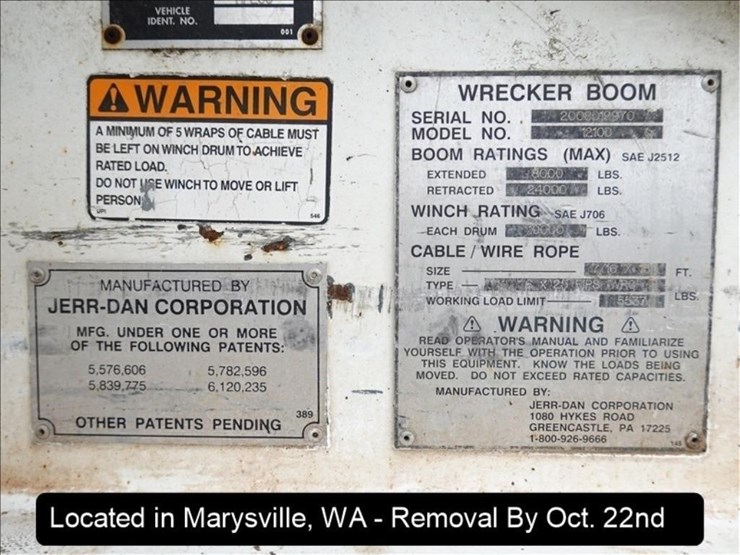 VEHICLE
IDENT. NO.
001
WARNING
A MINIMUM OF 5 WRAPS OF CABLE MUST
BE LEFT ON WINCH DRUM TO ACHIEVE
RATED LOAD.
DO NOT USE WINCH TO MOVE OR LIFT
PERSON
546
MANUFACTURED BY
JERR-DAN CORPORATION
MFG. UNDER ONE OR MORE
OF THE FOLLOWING PATENTS:
5,576,606 5,782,596
5,839,775 6,120,235
389
OTHER PATENTS PENDING
WRECKER BOOM
SERIAL NO.
MODEL NO. 12100
BOOM RATINGS (MAX) SAE J2512
EXTENDED 8000 LBS.
RETRACTED 24000 LBS.
WINCH RATING SAE J706
EACH DRUM LBS.
CABLE / WIRE ROPE
SIZE FT.
TYPE
WORKING LOAD LIMIT LBS
WARNING
READ OPERATOR'S MANUAL AND FAMILIARIZE
YOURSELF WITH THE OPERATION PRIOR TO USING
THIS EQUIPMENT. KNOW THE LOADS BEING
MOVED. DO NOT EXCEED RATED CAPACITIES.
MANUFACTURED BY:
JERR-DAN CORPORATION
1080 HYKES ROAD
GREENCASTLE, PA 17225
1-800-926-9666
Located in Marysville, WA - Removal By Oct. 22nd